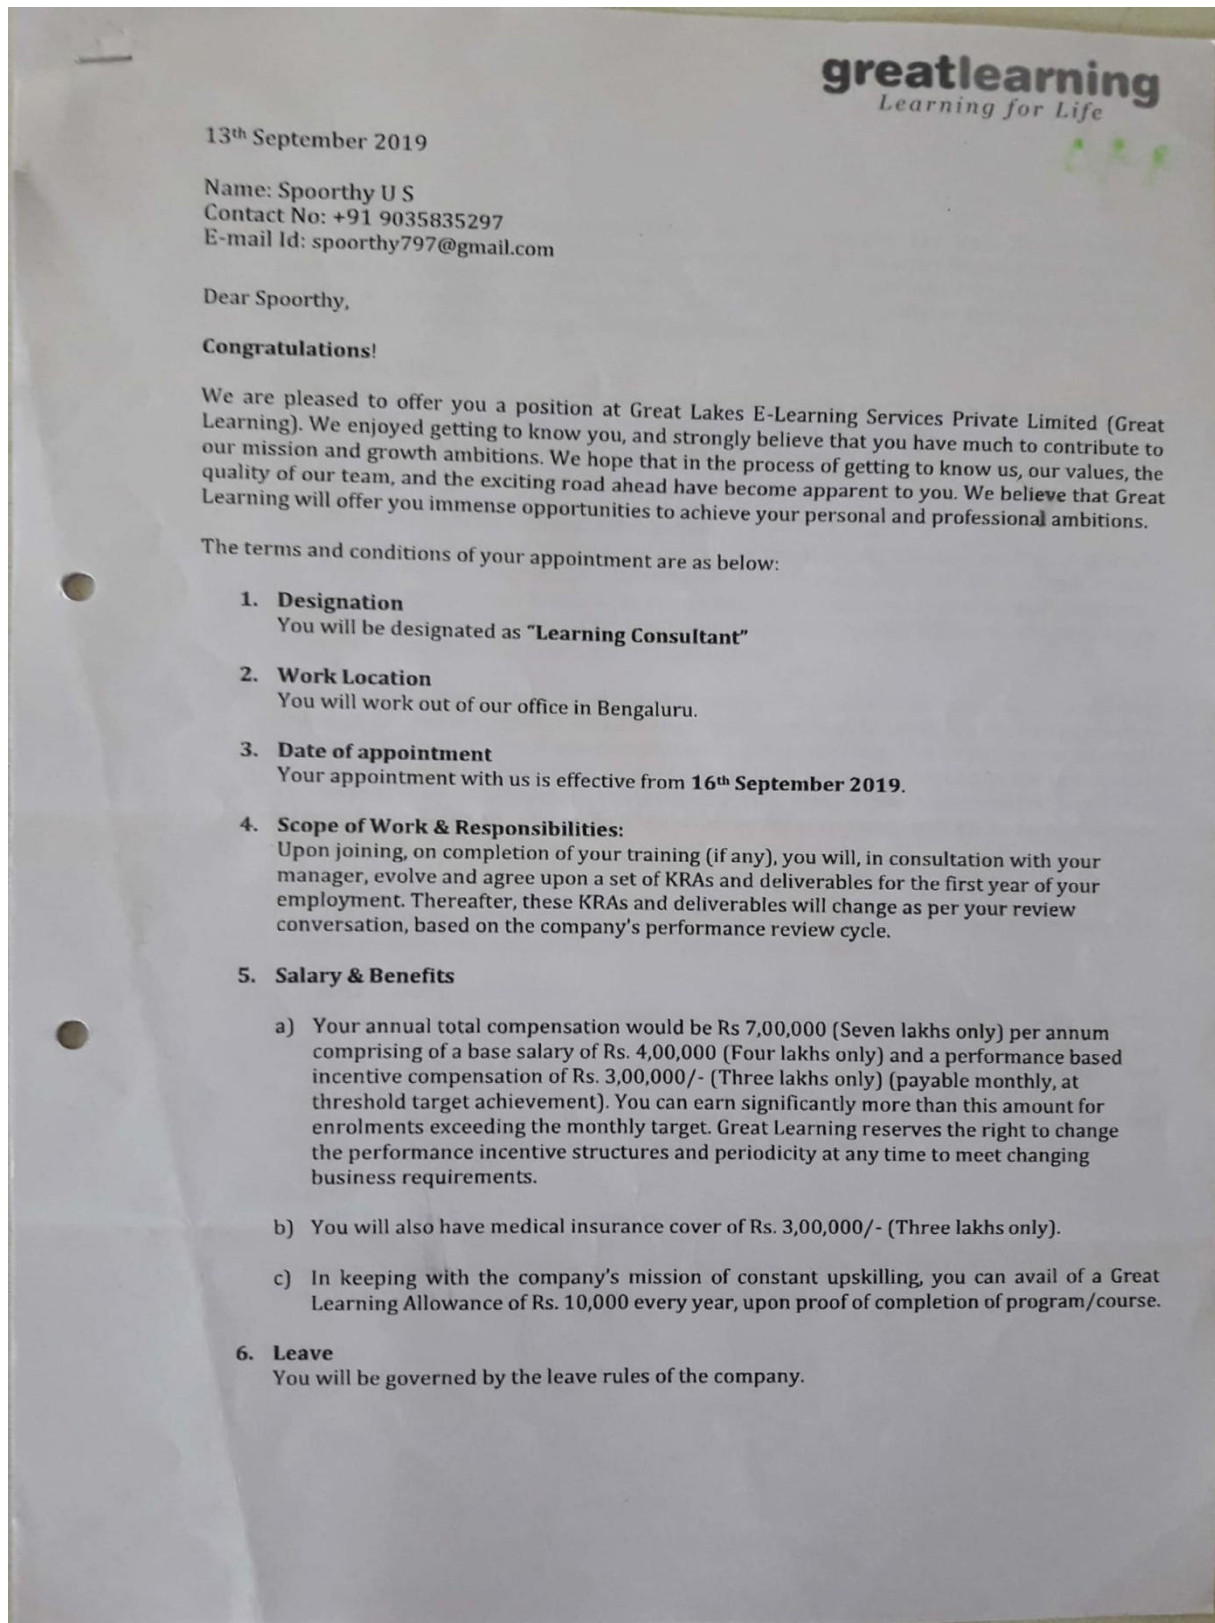 greatlearning
Learning for Life
13th September 2019
Name: Spoorthy U S
Contact No: +91 9035835297
E-mail Id: spoorthy797@gmail.com
Dear Spoorthy,
Congratulations!
We are pleased to offer you a position at Great Lakes E-Learning Services Private Limited (Great
Learning). We enjoyed getting to know you, and strongly believe that you have much to contribute to
our mission and growth ambitions. We hope that in the process of getting to know us, our values, the
quality of our team, and the exciting road ahead have become apparent to you. We believe that Great
Learning will offer you immense opportunities to achieve your personal and professional ambitions.
The terms and conditions of your appointment are as below:
1. Designation
You will be designated as "Learning Consultant"
2. Work Location
You will work out of our office in Bengaluru.
3. Date of appointment
Your appointment with us is effective from 16th September 2019.
4. Scope of Work & Responsibilities:
Upon joining, on completion of your training (if any), you will, in consultation with your
manager, evolve and agree upon a set of KRAs and deliverables for the first year of your
employment. Thereafter, these KRAs and deliverables will change as per your review
conversation, based on the company's performance review cycle.
5. Salary & Benefits
a) Your annual total compensation would be Rs 7,00,000 (Seven lakhs only) per annum
comprising of a base salary of Rs. 4,00,000 (Four lakhs only) and a performance based
incentive compensation of Rs. 3,00,000/- (Three lakhs only) (payable monthly, at
threshold target achievement). You can earn significantly more than this amount for
enrolments exceeding the monthly target. Great Learning reserves the right to change
the performance incentive structures and periodicity at any time to meet changing
business requirements.
b) You will also have medical insurance cover of Rs. 3,00,000/- (Three lakhs only).
c) In keeping with the company's mission of constant upskilling, you can avail of a Great
Learning Allowance of Rs. 10,000 every year, upon proof of completion of program/course.
6. Leave
You will be governed by the leave rules of the company.